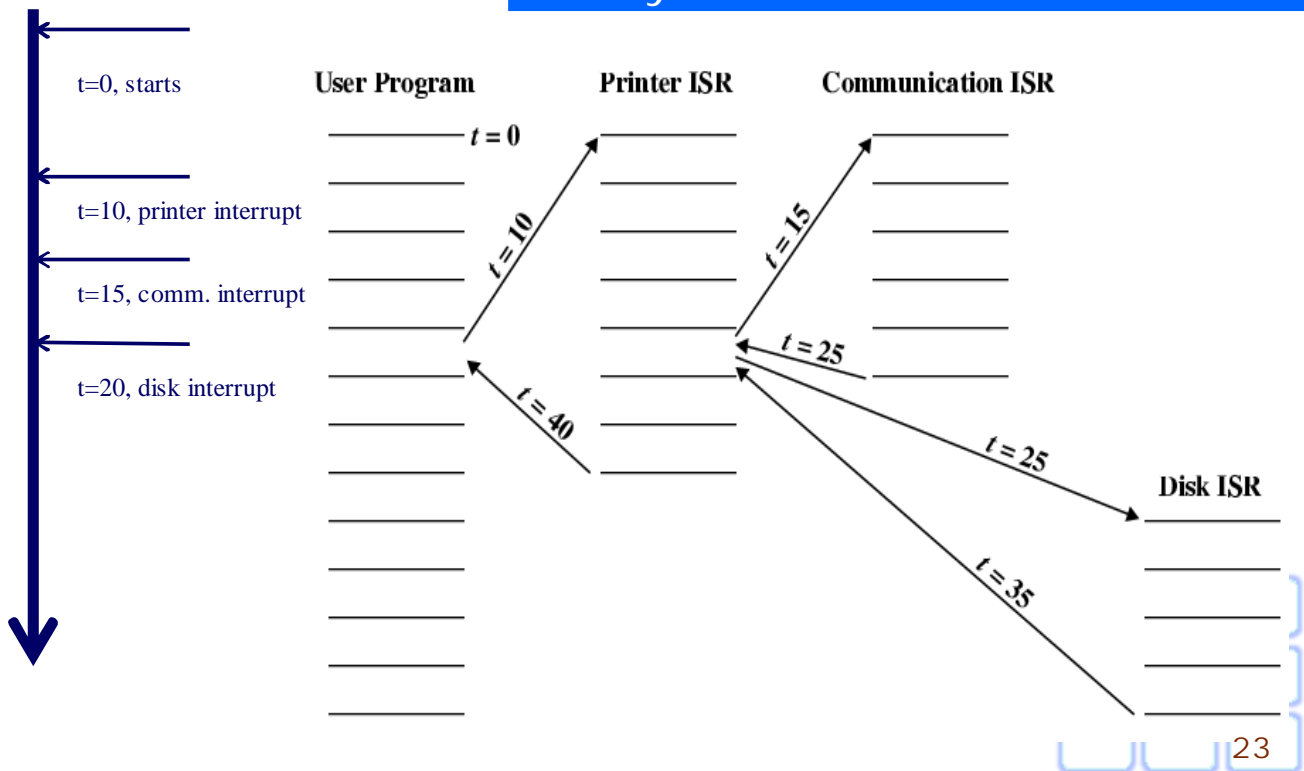 t=0, starts
t=10, printer interrupt
t=15, comm. interrupt
t=20, disk interrupt
User Program
Printer ISR
Communication ISR
t = 0
t = 10
t = 15
t = 25
t = 40
t = 25
Disk ISR
t = 35
23